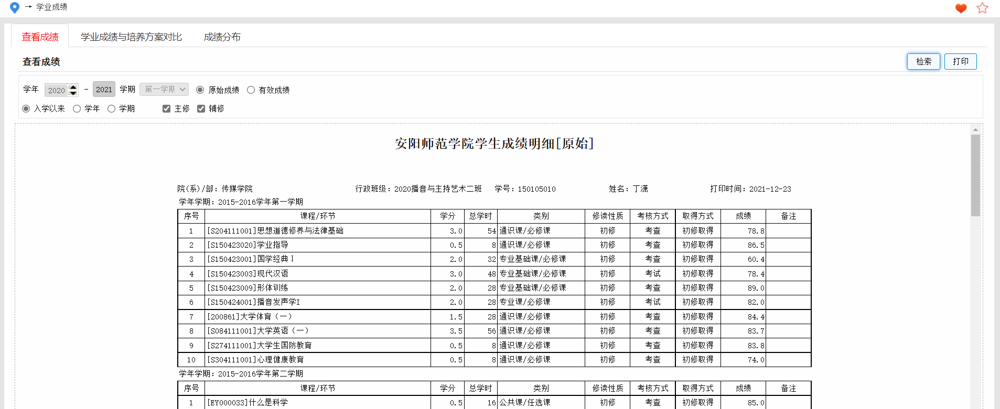 → 学业成绩
查看成绩 学业成绩与培养方案对比 成绩分布
查看成绩 检索 打印
学年 2020 - 2021 学期 第一学期 原始成绩 有效成绩
入学以来 学年 学期 主修 辅修
安阳师范学院学生成绩明细[原始]
院(系)/部：传媒学院 行政班级：2020播音与主持艺术二班 学号：150105010 姓名：丁潇 打印时间：2021-12-23
学年学期：2015-2016学年第一学期
序号 课程/环节 学分 总学时 类别 修读性质 考核方式 取得方式 成绩 备注
1 [S204111001]思想道德修养与法律基础 3.0 54 通识课/必修课 初修 考查 初修取得 78.8
2 [S150423020]学业指导 0.5 8 通识课/必修课 初修 考查 初修取得 86.5
3 [S150423001]国学经典Ⅰ 2.0 32 专业基础课/必修课 初修 考查 初修取得 60.4
4 [S150423003]现代汉语 3.0 48 专业基础课/必修课 初修 考试 初修取得 78.4
5 [S150423009]形体训练 2.0 28 专业基础课/必修课 初修 考查 初修取得 89.0
6 [S150424001]播音发声学I 2.0 28 专业课/必修课 初修 考试 初修取得 82.0
7 [200861]大学体育（一） 1.5 28 通识课/必修课 初修 考查 初修取得 84.4
8 [S084111001]大学英语（一） 3.5 56 通识课/必修课 初修 考查 初修取得 83.7
9 [S274111001]大学生国防教育 0.5 8 通识课/必修课 初修 考查 初修取得 83.8
10 [S304111001]心理健康教育 0.5 8 通识课/必修课 初修 考查 初修取得 74.0
学年学期：2015-2016学年第二学期
序号 课程/环节 学分 总学时 类别 修读性质 考核方式 取得方式 成绩 备注
1 [EY000033]什么是科学 0.5 16 公共课/任选课 初修 考查 初修取得 85.0